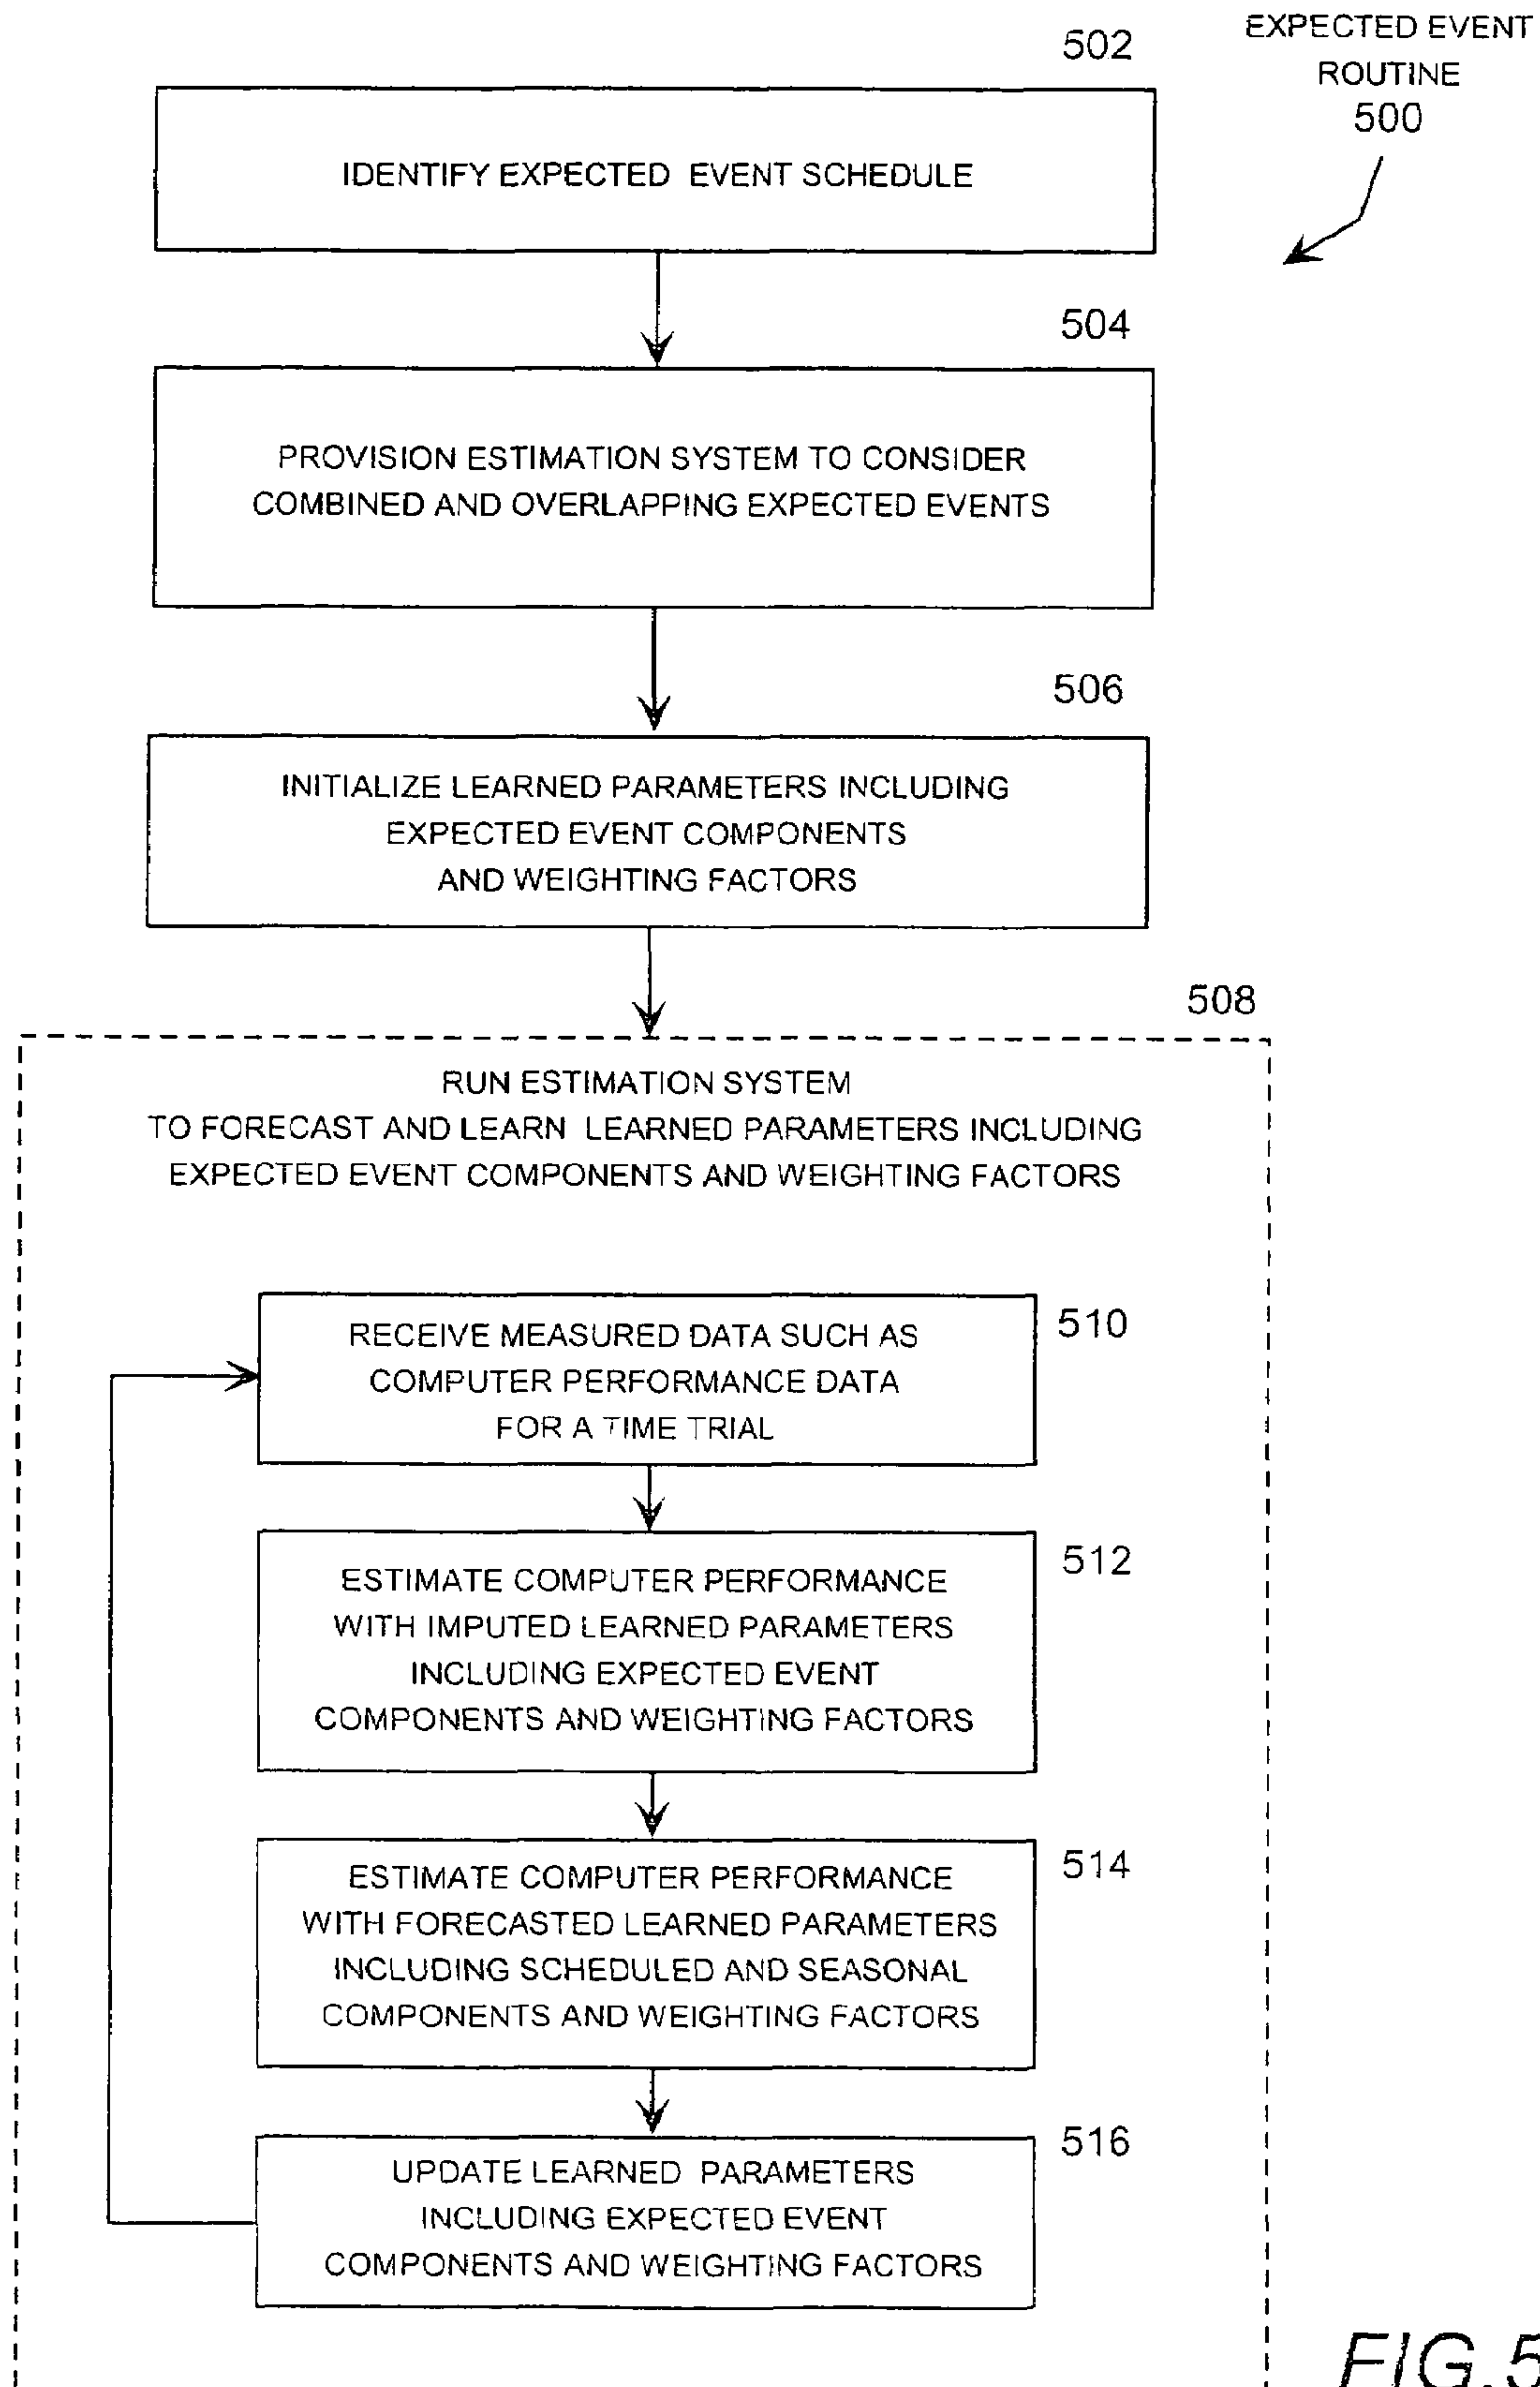 EXPECTED EVENT
ROUTINE
500
502
IDENTIFY EXPECTED EVENT SCHEDULE
504
PROVISION ESTIMATION SYSTEM TO CONSIDER
COMBINED AND OVERLAPPING EXPECTED EVENTS
506
INITIALIZE LEARNED PARAMETERS INCLUDING
EXPECTED EVENT COMPONENTS
AND WEIGHTING FACTORS
508
RUN ESTIMATION SYSTEM
TO FORECAST AND LEARN LEARNED PARAMETERS INCLUDING
EXPECTED EVENT COMPONENTS AND WEIGHTING FACTORS
510
RECEIVE MEASURED DATA SUCH AS
COMPUTER PERFORMANCE DATA
FOR A TIME TRIAL
512
ESTIMATE COMPUTER PERFORMANCE
WITH IMPUTED LEARNED PARAMETERS
INCLUDING EXPECTED EVENT
COMPONENTS AND WEIGHTING FACTORS
514
ESTIMATE COMPUTER PERFORMANCE
WITH FORECASTED LEARNED PARAMETERS
INCLUDING SCHEDULED AND SEASONAL
COMPONENTS AND WEIGHTING FACTORS
516
UPDATE LEARNED PARAMETERS
INCLUDING EXPECTED EVENT
COMPONENTS AND WEIGHTING FACTORS
FIG.5